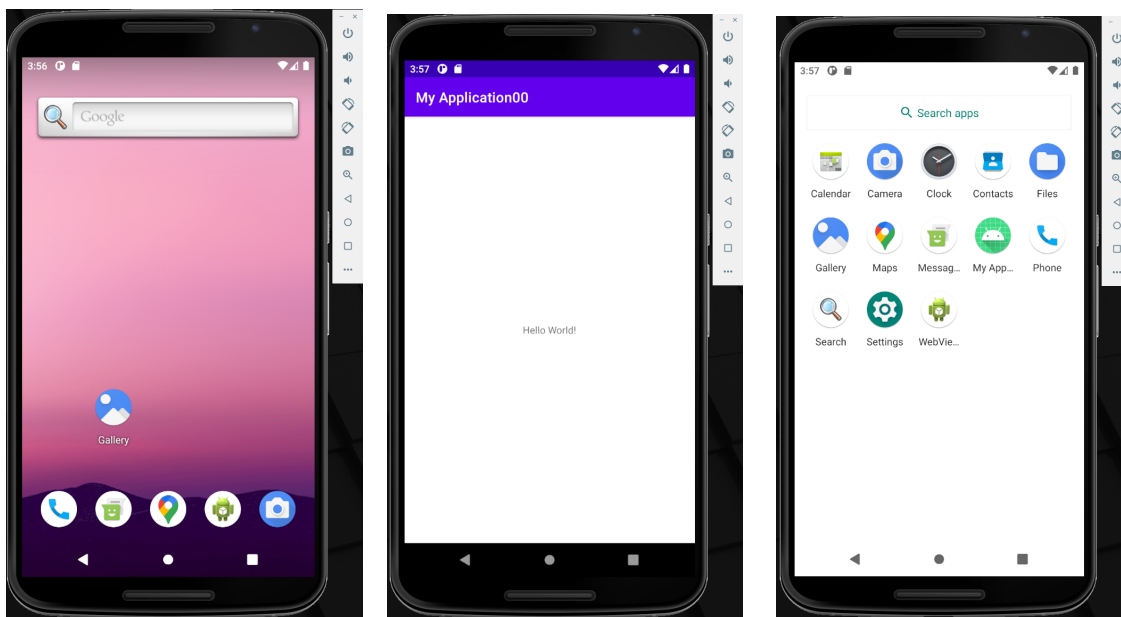 3:56
Google
Gallery
3:57
My Application00
Hello World!
3:57
Search apps
Calendar Camera Clock Contacts Files
Gallery Maps Messag... My App... Phone
Search Settings WebVie...